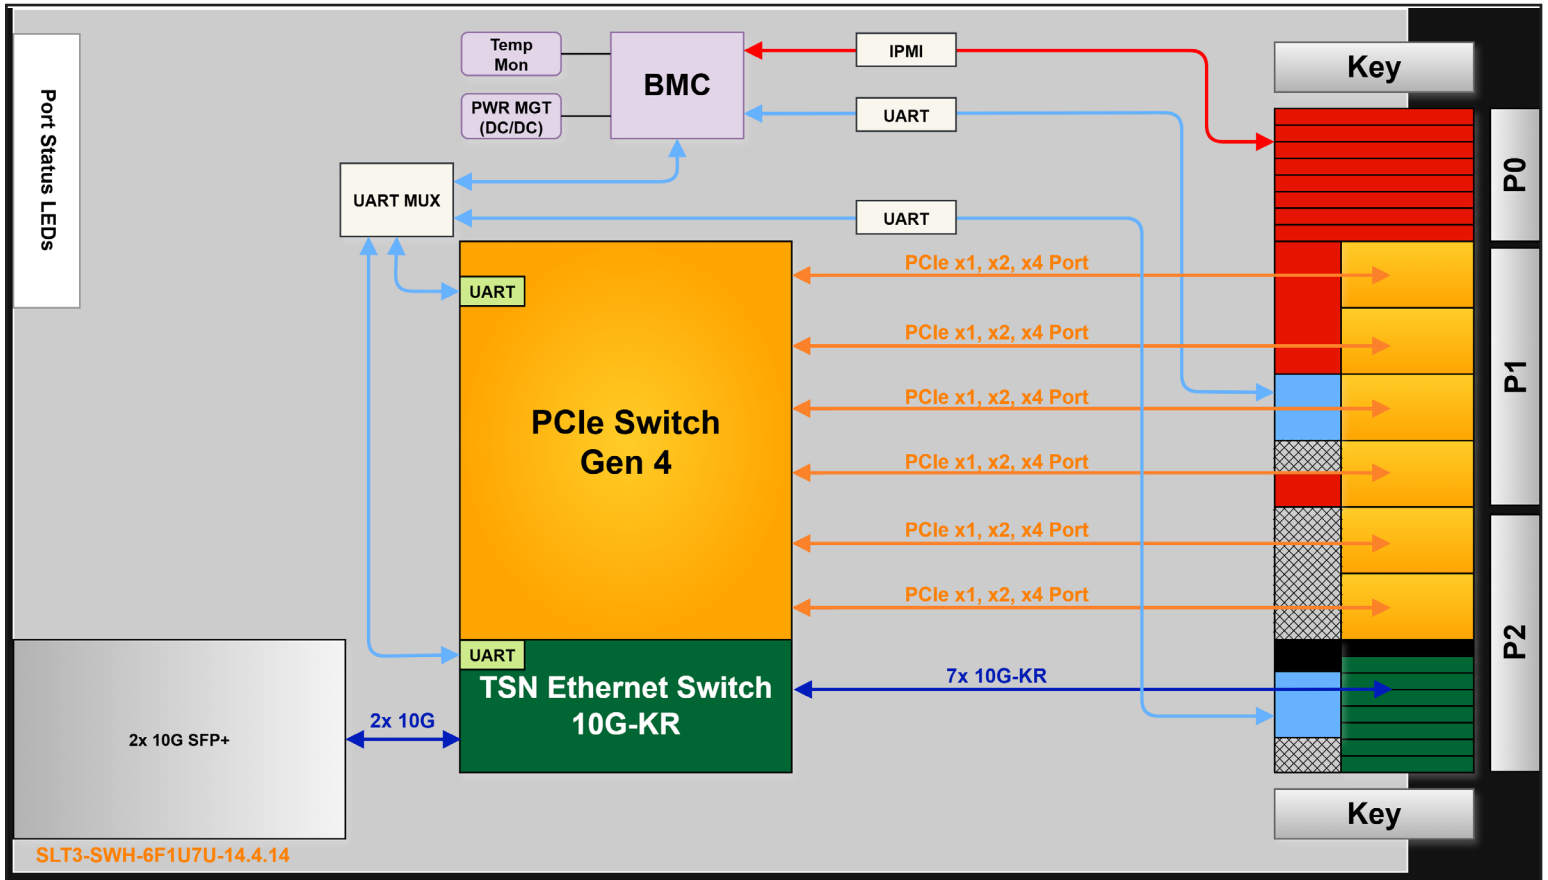 Temp
Mon
PWR MGT
(DC/DC)
BMC
IPMI
UART
Key
Port Status LEDs
UART MUX
UART
P0
UART
PCIe Switch
Gen 4
PCIe x1, x2, x4 Port
PCIe x1, x2, x4 Port
PCIe x1, x2, x4 Port
PCIe x1, x2, x4 Port
PCIe x1, x2, x4 Port
PCIe x1, x2, x4 Port
P1
UART
TSN Ethernet Switch
10G-KR
7x 10G-KR
P2
2x 10G
2x 10G SFP+
Key
SLT3-SWH-6F1U7U-14.4.14